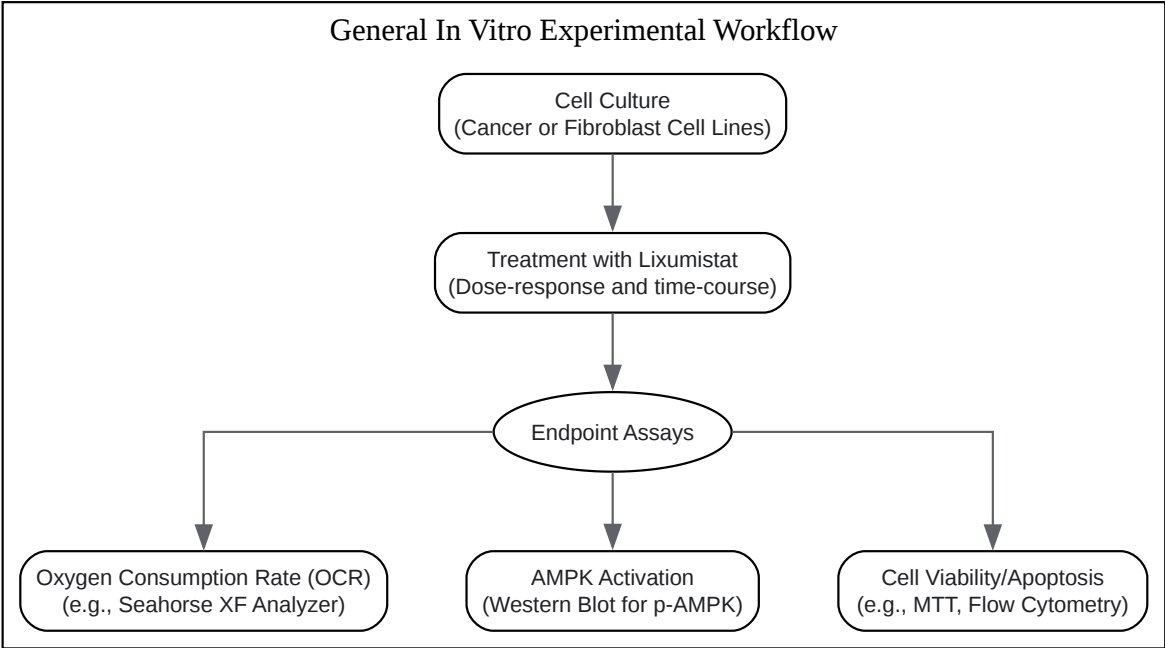 General In Vitro Experimental Workflow
Cell Culture
(Cancer or Fibroblast Cell Lines)
Treatment with Lixumistat
(Dose-response and time-course)
Endpoint Assays
Oxygen Consumption Rate (OCR)
(e.g., Seahorse XF Analyzer)
AMPK Activation
(Western Blot for p-AMPK)
Cell Viability/Apoptosis
(e.g., MTT, Flow Cytometry)